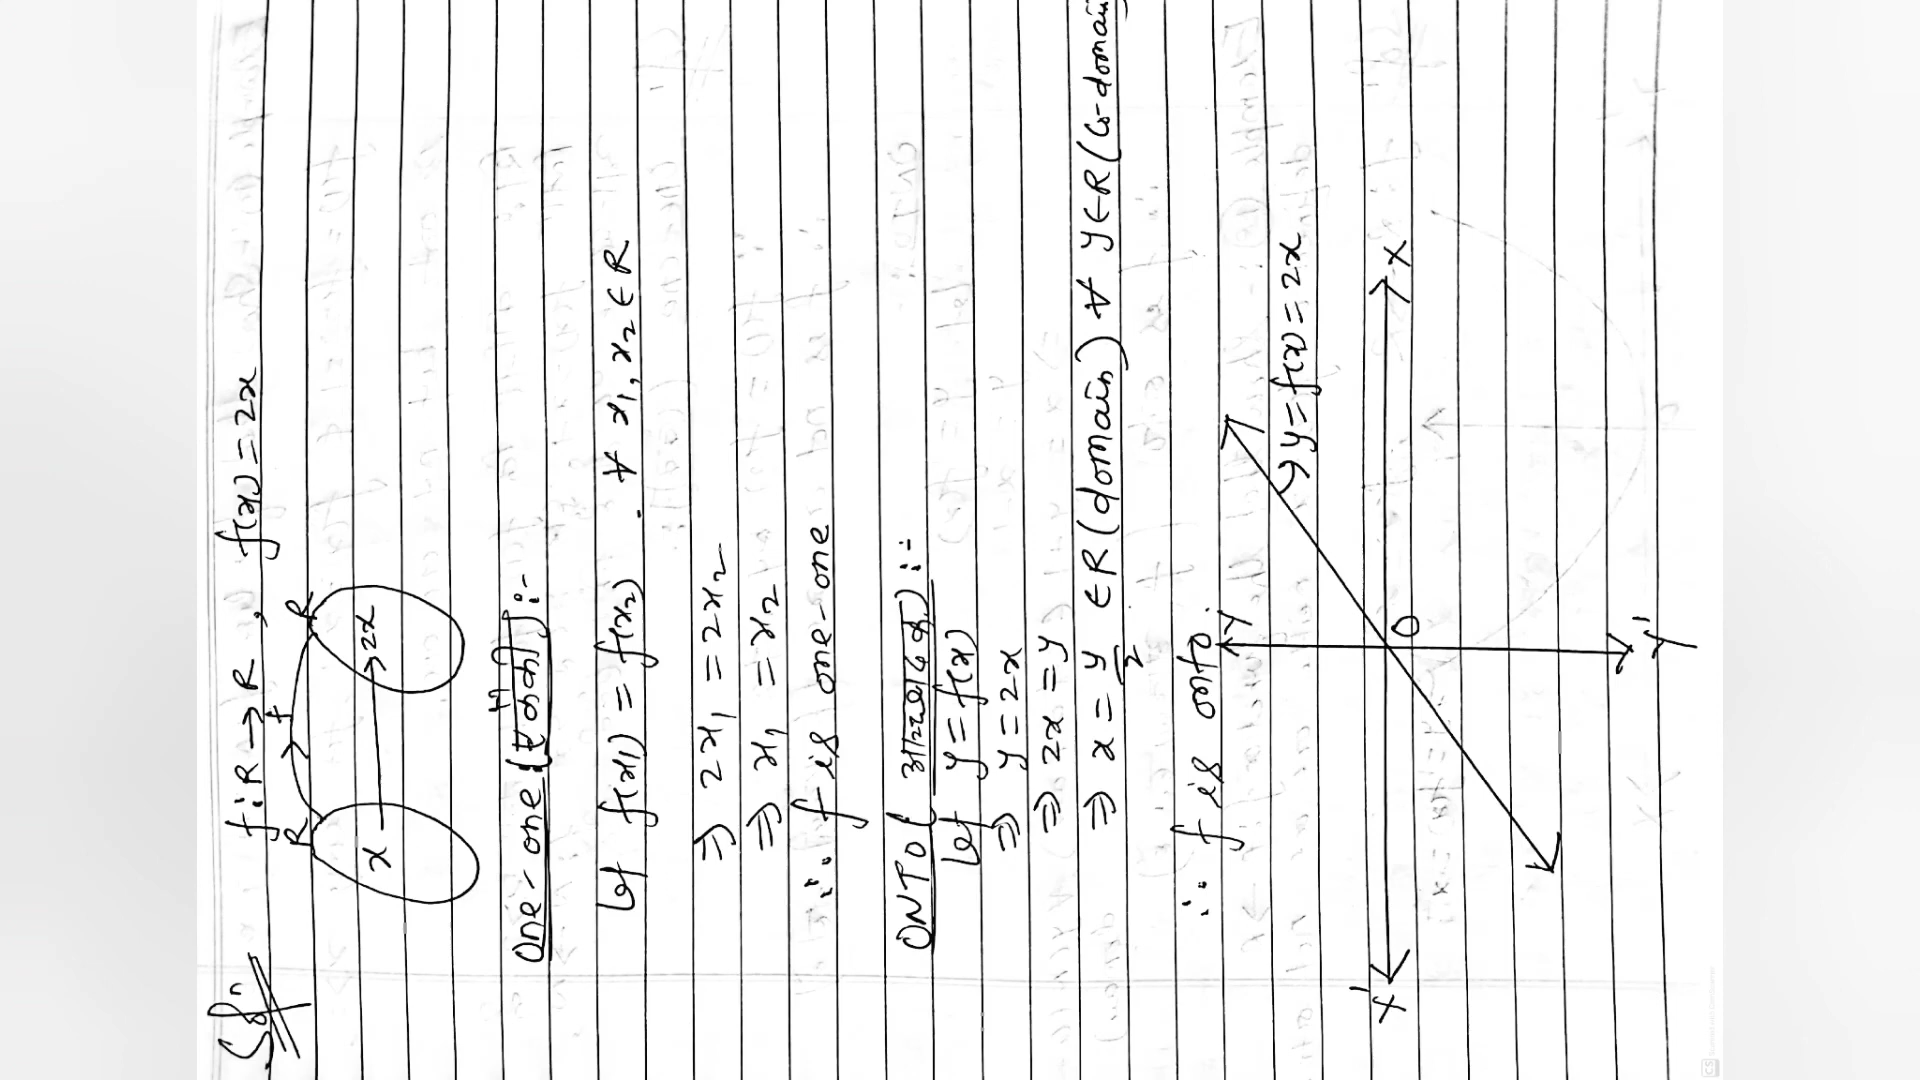 Solⁿ
f: R → R, f(x) = 2x
R f R
x → 2x
One-one (एकैकी) :-
Let f(x₁) = f(x₂) . ∀ x₁, x₂ ∈ R
⇒ 2x₁ = 2x₂
⇒ x₁ = x₂
∴ f is one-one
ONTO (आच्छादक) :-
Let y = f(x)
⇒ y = 2x
⇒ 2x = y
⇒ x = y/2 ∈ R (domain) ∀ y ∈ R (Co-domain
∴ f is onto.
Y
y = f(x) = 2x
X' O X
Y'